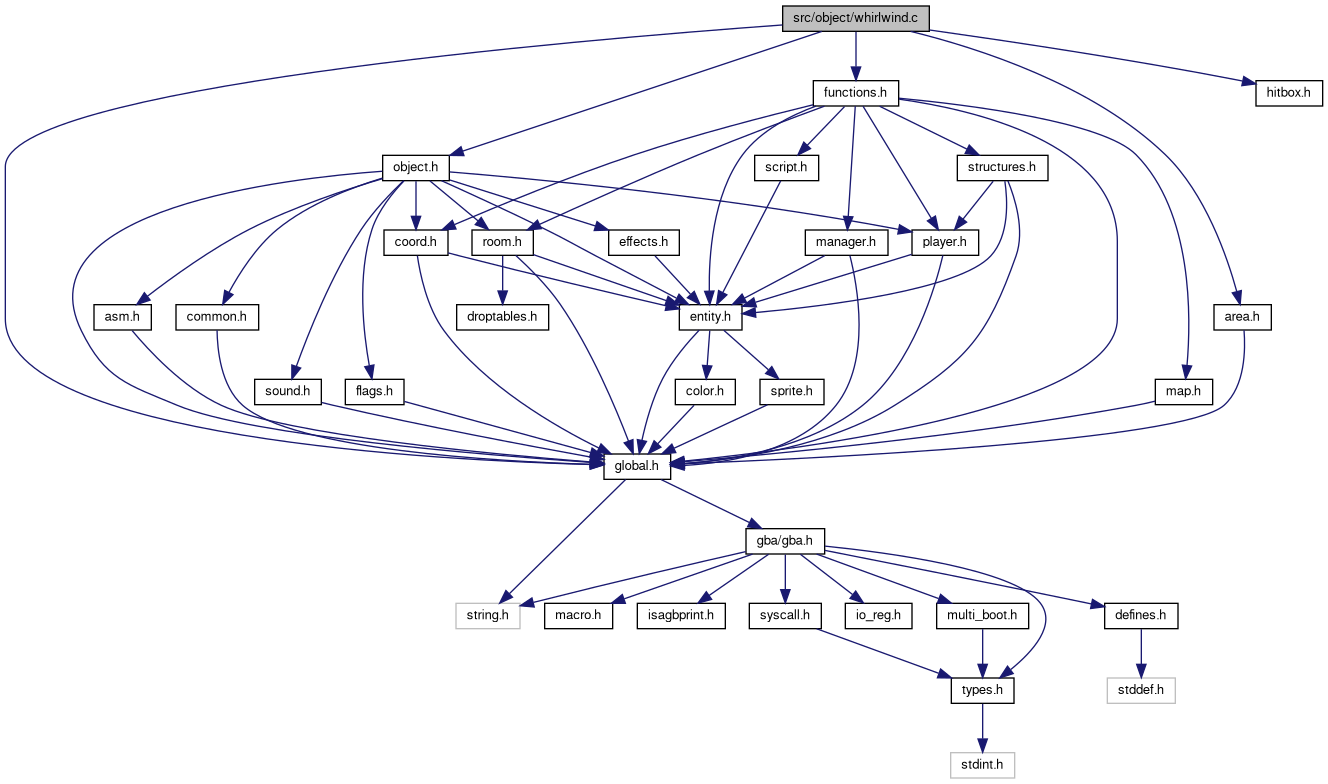 src/object/whirlwind.c
functions.h
hitbox.h
object.h
script.h
structures.h
coord.h
room.h
effects.h
manager.h
player.h
asm.h
common.h
droptables.h
entity.h
area.h
sound.h
flags.h
color.h
sprite.h
map.h
global.h
gba/gba.h
string.h
macro.h
isagbprint.h
syscall.h
io_reg.h
multi_boot.h
defines.h
types.h
stddef.h
stdint.h